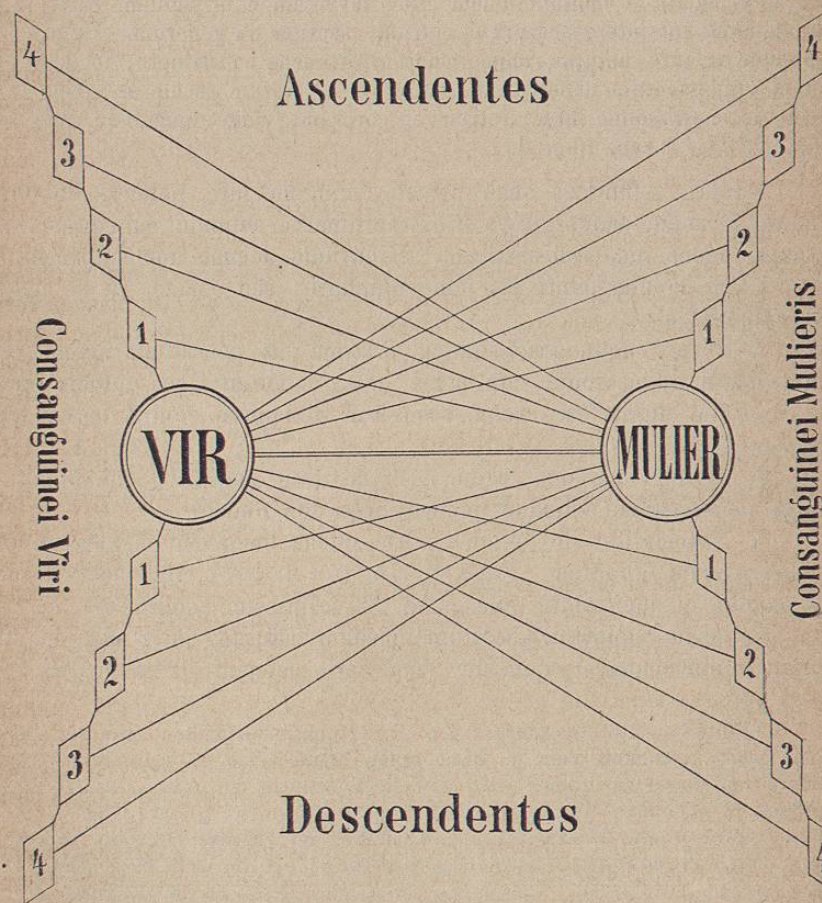 4 4
Ascendentes
3 3
2 2
1 1
Consanguinei Viri
Consanguinei Mulieris
VIR MULIER
1 1
2 2
3 3
Descendentes
4 4